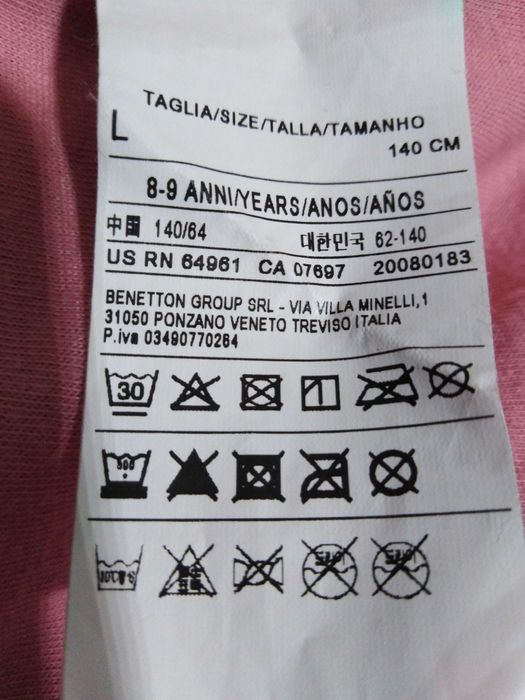 TAGLIA/SIZE/TALLA/TAMANHO
L 140 CM
8-9 ANNI/YEARS/ANOS/AÑOS
中国 140/64 대한민국 62-140
US RN 64961 CA 07697 20080183
BENETTON GROUP SRL - VIA VILLA MINELLI,1
31050 PONZANO VENETO TREVISO ITALIA
P.iva 03490770264
30 1